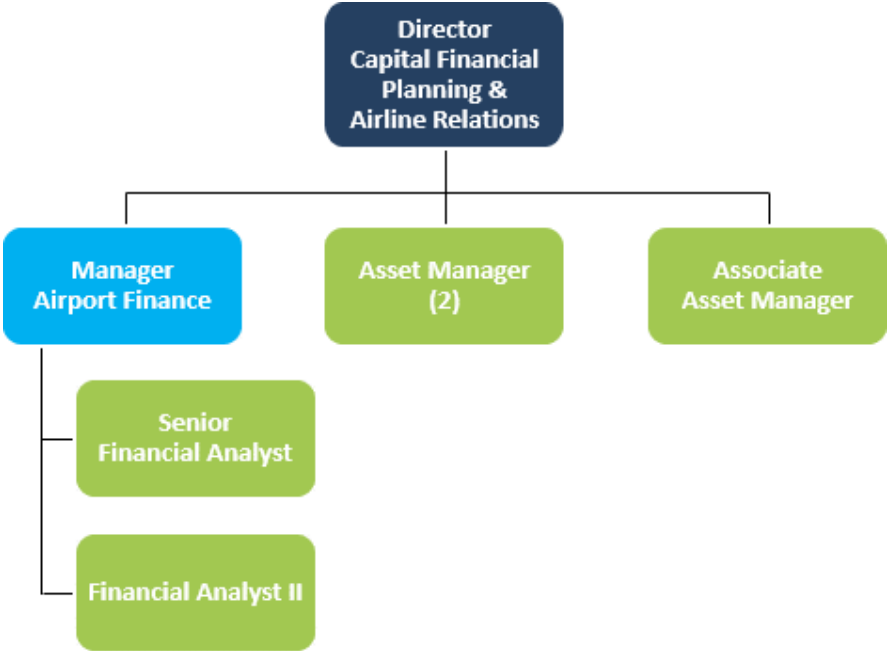 Director
Capital Financial
Planning &
Airline Relations
Manager
Airport Finance
Asset Manager
(2)
Associate
Asset Manager
Senior
Financial Analyst
Financial Analyst II